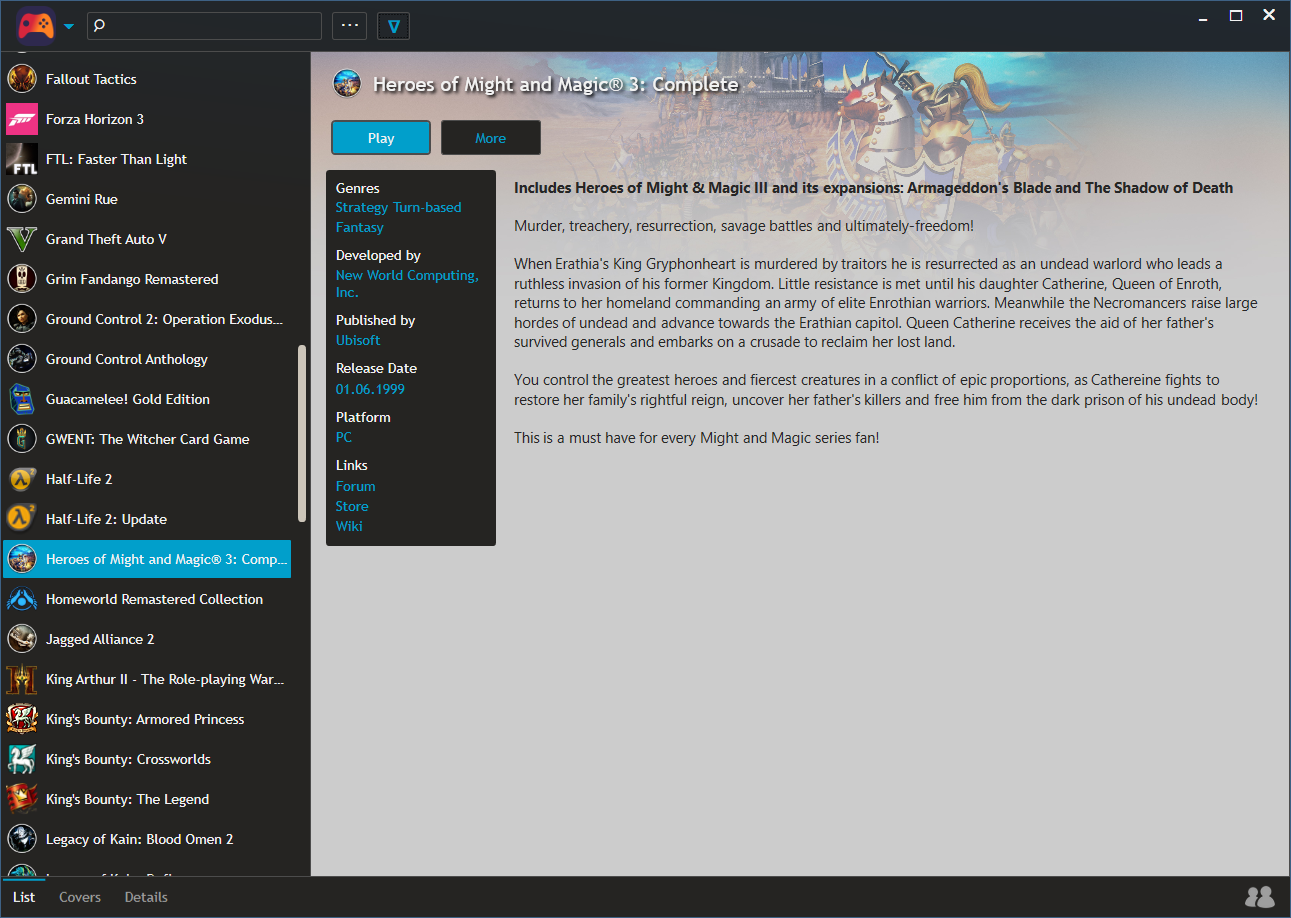 ...
Fallout Tactics
Forza Horizon 3
FTL
FTL: Faster Than Light
Gemini Rue
Grand Theft Auto V
Grim Fandango Remastered
Ground Control 2: Operation Exodus...
Ground Control Anthology
Guacamelee! Gold Edition
GWENT: The Witcher Card Game
Half-Life 2
Half-Life 2: Update
Heroes of Might and Magic® 3: Comp...
Homeworld Remastered Collection
Jagged Alliance 2
King Arthur II - The Role-playing War...
King's Bounty: Armored Princess
King's Bounty: Crossworlds
King's Bounty: The Legend
Legacy of Kain: Blood Omen 2
Heroes of Might and Magic® 3: Complete
Play
More
Genres
Strategy Turn-based
Fantasy
Developed by
New World Computing,
Inc.
Published by
Ubisoft
Release Date
01.06.1999
Platform
PC
Links
Forum
Store
Wiki
Includes Heroes of Might & Magic III and its expansions: Armageddon's Blade and The Shadow of Death
Murder, treachery, resurrection, savage battles and ultimately-freedom!
When Erathia's King Gryphonheart is murdered by traitors he is resurrected as an undead warlord who leads a
ruthless invasion of his former Kingdom. Little resistance is met until his daughter Catherine, Queen of Enroth,
returns to her homeland commanding an army of elite Enrothian warriors. Meanwhile the Necromancers raise large
hordes of undead and advance towards the Erathian capitol. Queen Catherine receives the aid of her father's
survived generals and embarks on a crusade to reclaim her lost land.
You control the greatest heroes and fiercest creatures in a conflict of epic proportions, as Cathereine fights to
restore her family's rightful reign, uncover her father's killers and free him from the dark prison of his undead body!
This is a must have for every Might and Magic series fan!
List
Covers
Details